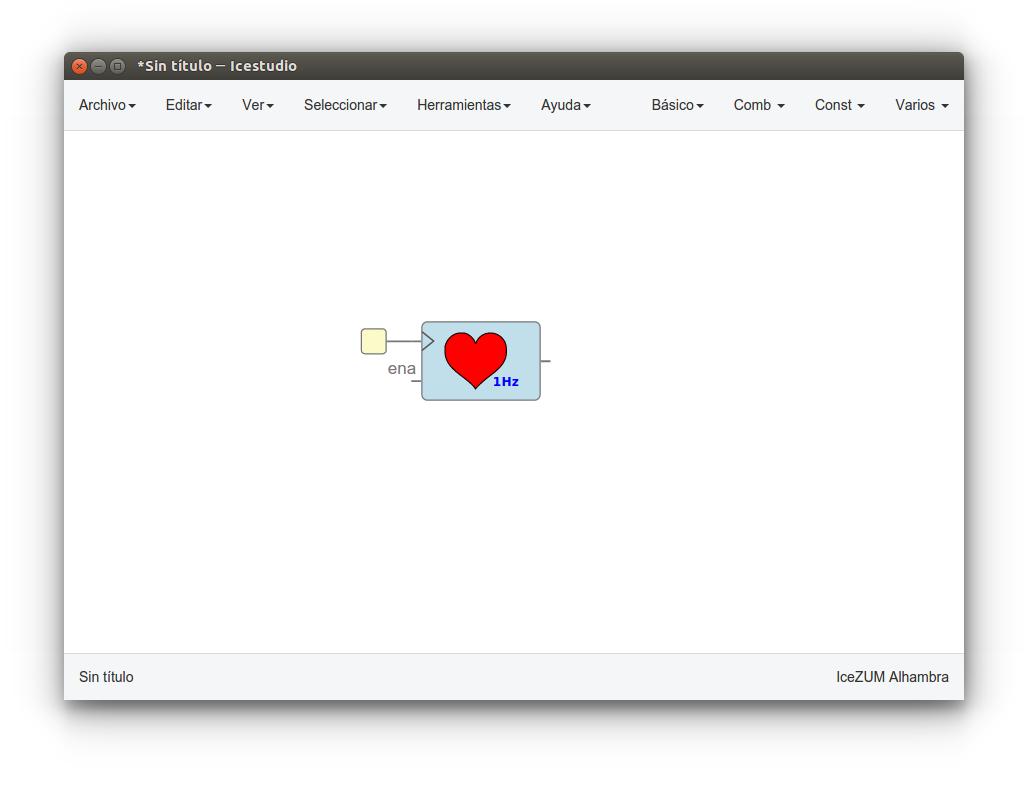 *Sin título — Icestudio
Archivo Editar Ver Seleccionar Herramientas Ayuda Básico Comb Const Varios
ena
1Hz
Sin título IceZUM Alhambra